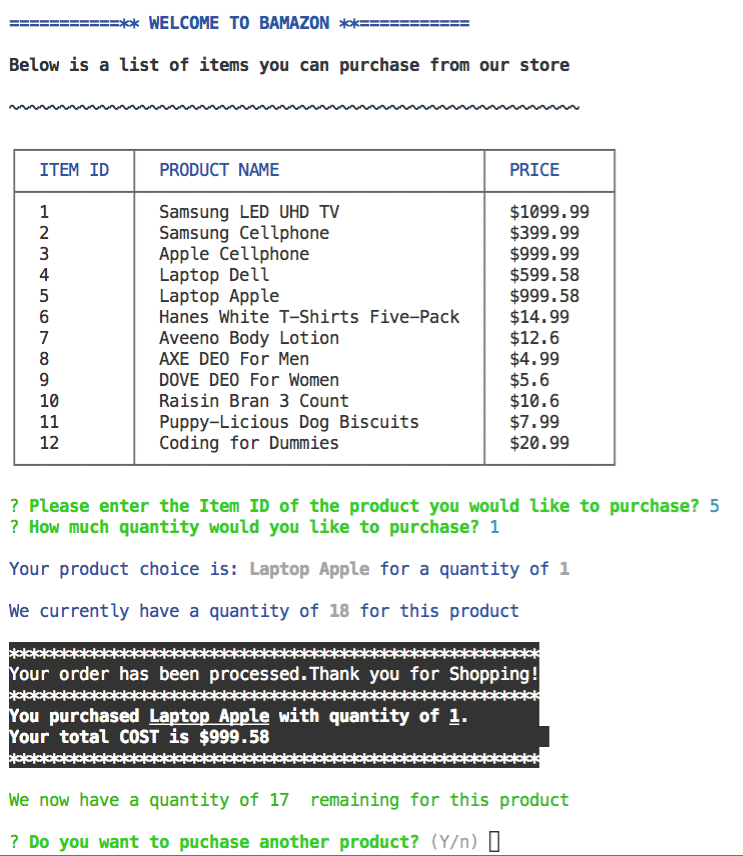 ===========** WELCOME TO BAMAZON **===========
Below is a list of items you can purchase from our store
~~~~~~~~~~~~~~~~~~~~~~~~~~~~~~~~~~~~~~~~~~~~~~~~~~~~~~~~~
ITEM ID PRODUCT NAME PRICE
1 Samsung LED UHD TV $1099.99
2 Samsung Cellphone $399.99
3 Apple Cellphone $999.99
4 Laptop Dell $599.58
5 Laptop Apple $999.58
6 Hanes White T-Shirts Five-Pack $14.99
7 Aveeno Body Lotion $12.6
8 AXE DEO For Men $4.99
9 DOVE DEO For Women $5.6
10 Raisin Bran 3 Count $10.6
11 Puppy-Licious Dog Biscuits $7.99
12 Coding for Dummies $20.99
? Please enter the Item ID of the product you would like to purchase? 5
? How much quantity would you like to purchase? 1
Your product choice is: Laptop Apple for a quantity of 1
We currently have a quantity of 18 for this product
*****************************************************
Your order has been processed.Thank you for Shopping!
*****************************************************
You purchased Laptop Apple with quantity of 1.
Your total COST is $999.58
*****************************************************
We now have a quantity of 17 remaining for this product
? Do you want to puchase another product? (Y/n)